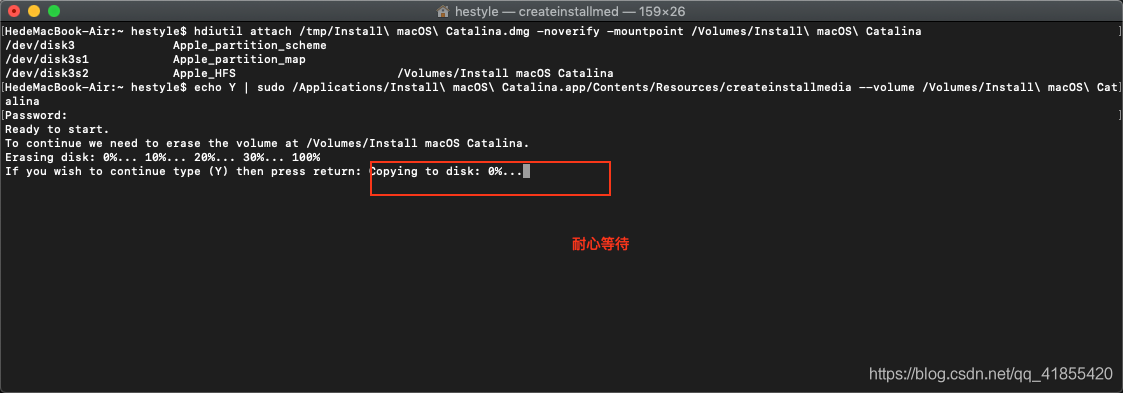 hestyle — createinstallmed — 159×26
[HedeMacBook-Air:~ hestyle$ hdiutil attach /tmp/Install\ macOS\ Catalina.dmg -noverify -mountpoint /Volumes/Install\ macOS\ Catalina ]
/dev/disk3 Apple_partition_scheme
/dev/disk3s1 Apple_partition_map
/dev/disk3s2 Apple_HFS /Volumes/Install macOS Catalina
[HedeMacBook-Air:~ hestyle$ echo Y | sudo /Applications/Install\ macOS\ Catalina.app/Contents/Resources/createinstallmedia --volume /Volumes/Install\ macOS\ Cat]
alina
[Password: ]
Ready to start.
To continue we need to erase the volume at /Volumes/Install macOS Catalina.
Erasing disk: 0%... 10%... 20%... 30%... 100%
If you wish to continue type (Y) then press return: Copying to disk: 0%...
耐心等待
https://blog.csdn.net/qq_41855420